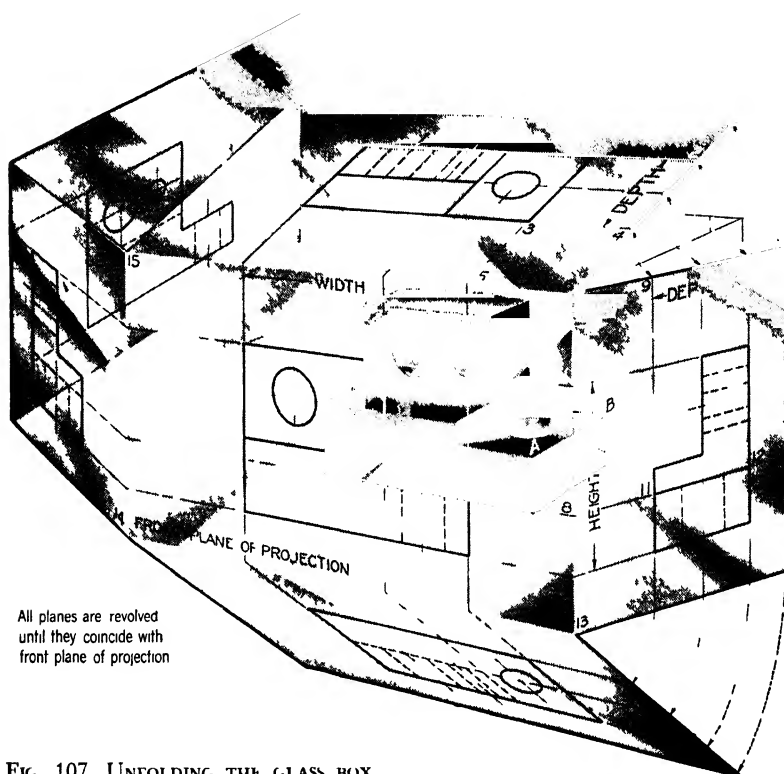 DEPTH
3
4
15
WIDTH
5
9
DEP
B
A
8
11
HEIGHT
14
PLANE OF PROJECTION
13
All planes are revolved
until they coincide with
front plane of projection
FIG. 107 UNFOLDING THE GLASS BOX